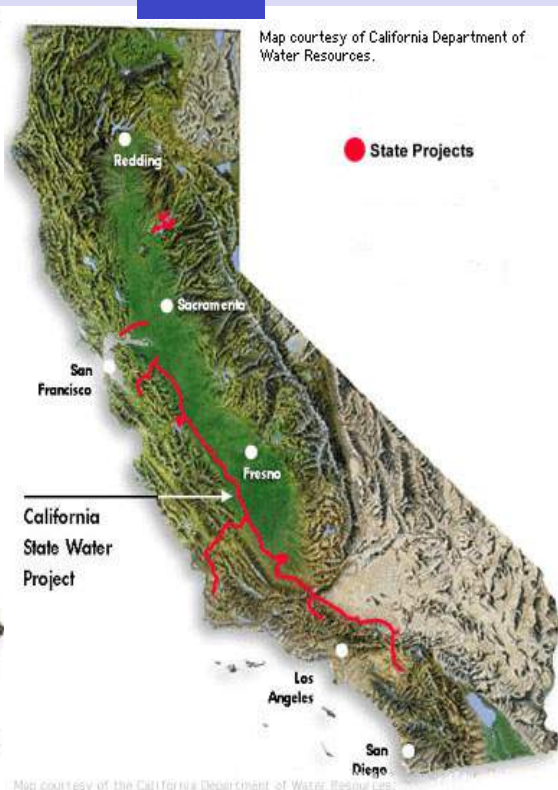 Map courtesy of California Department of
Water Resources.
State Projects
Redding
Sacramento
San
Francisco
Fresno
California
State Water
Project
Los
Angeles
San
Diego
Map courtesy of the California Department of Water Resources.